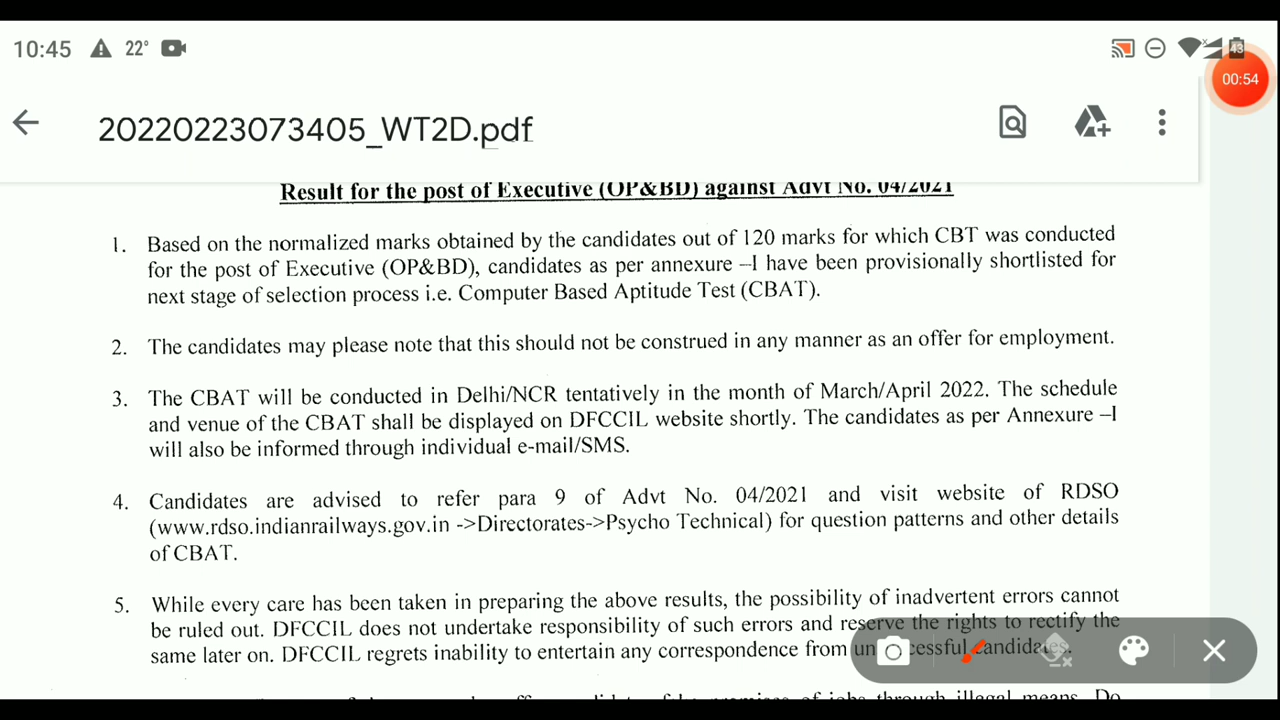 10:45 22° 43
00:54
20220223073405_WT2D.pdf
Result for the post of Executive (OP&BD) against Advt No. 04/2021
1. Based on the normalized marks obtained by the candidates out of 120 marks for which CBT was conducted
for the post of Executive (OP&BD), candidates as per annexure –I have been provisionally shortlisted for
next stage of selection process i.e. Computer Based Aptitude Test (CBAT).
2. The candidates may please note that this should not be construed in any manner as an offer for employment.
3. The CBAT will be conducted in Delhi/NCR tentatively in the month of March/April 2022. The schedule
and venue of the CBAT shall be displayed on DFCCIL website shortly. The candidates as per Annexure –I
will also be informed through individual e-mail/SMS.
4. Candidates are advised to refer para 9 of Advt No. 04/2021 and visit website of RDSO
(www.rdso.indianrailways.gov.in ->Directorates->Psycho Technical) for question patterns and other details
of CBAT.
5. While every care has been taken in preparing the above results, the possibility of inadvertent errors cannot
be ruled out. DFCCIL does not undertake responsibility of such errors and reserve the rights to rectify the
same later on. DFCCIL regrets inability to entertain any correspondence from
of jobs through illegal means. Do